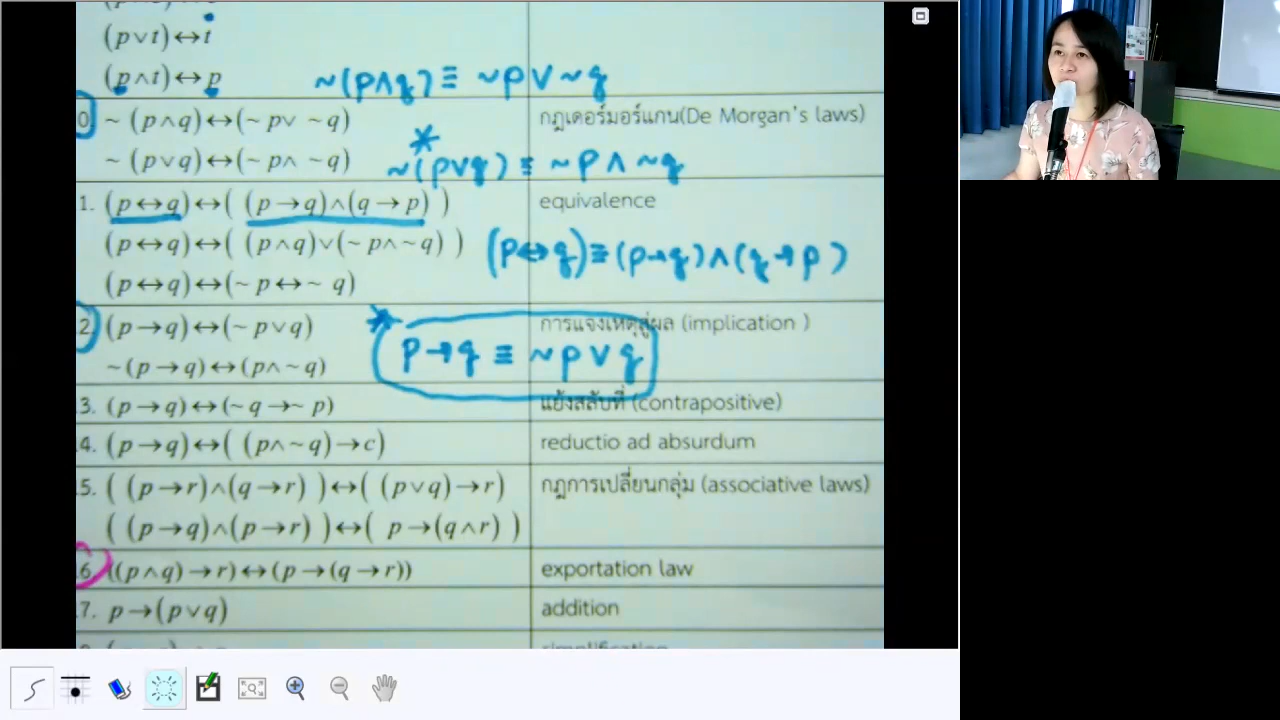 (p∨t)↔t
(p∧t)↔p
~(p∧q) ≡ ~p∨~q
0 ~(p∧q)↔(~p∨ ~q) กฎเดอร์มอร์แกน(De Morgan's laws)
*
~(p∨q)↔(~p∧ ~q)
~(p∨q) ≡ ~p∧~q
1. (p↔q)↔( (p→q)∧(q→p) ) equivalence
(p↔q)↔( (p∧q)∨(~p∧~q) )
(p↔q)≡(p→q)∧(q→p)
(p↔q)↔(~p↔~q)
*
2. (p→q)↔(~p∨q) การแจงเหตุสู่ผล (implication )
p→q ≡ ~p∨q
~(p→q)↔(p∧~q)
3. (p→q)↔(~q→~p) แย้งสลับที่ (contrapositive)
4. (p→q)↔( (p∧~q)→c) reductio ad absurdum
5. ( (p→r)∧(q→r) )↔( (p∨q)→r) กฎการเปลี่ยนกลุ่ม (associative laws)
( (p→q)∧(p→r) )↔( p→(q∧r) )
6. ((p∧q)→r)↔(p→(q→r)) exportation law
7. p→(p∨q) addition